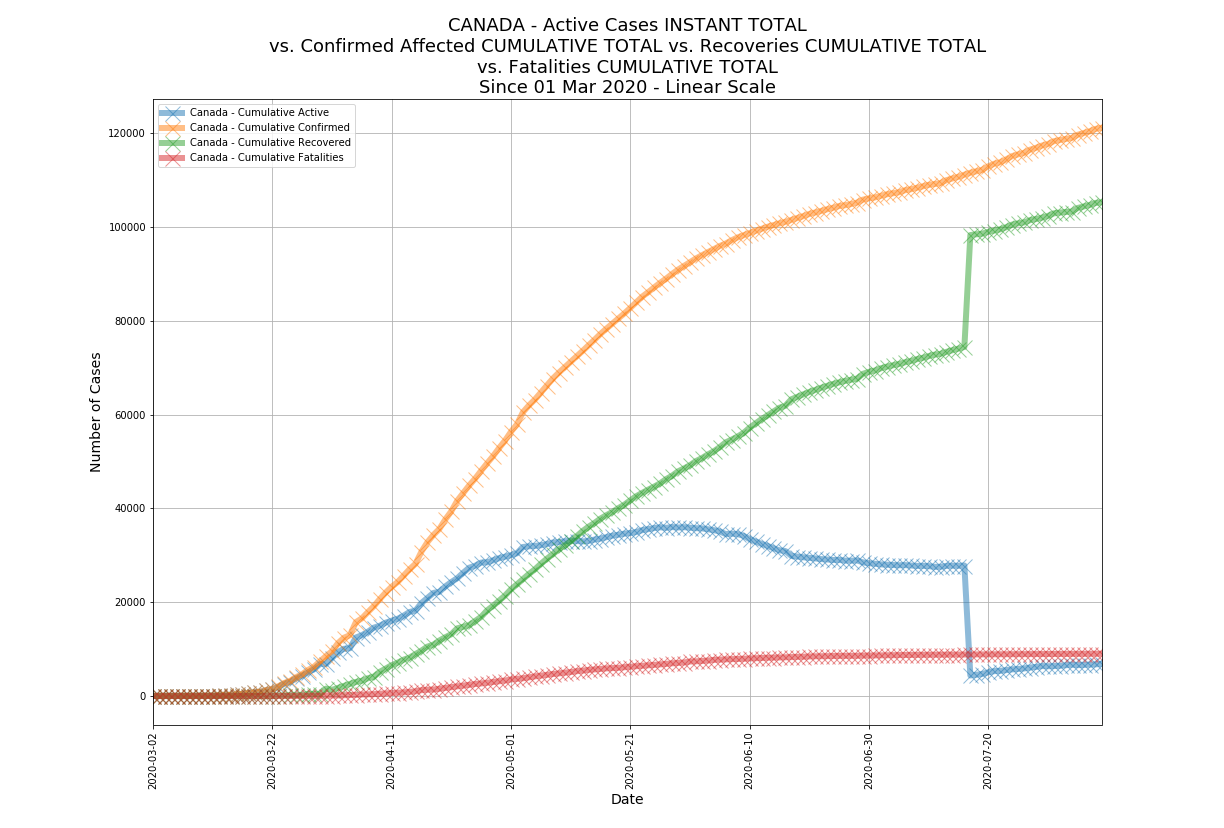 CANADA - Active Cases INSTANT TOTAL
vs. Confirmed Affected CUMULATIVE TOTAL vs. Recoveries CUMULATIVE TOTAL
vs. Fatalities CUMULATIVE TOTAL
Since 01 Mar 2020 - Linear Scale
Canada - Cumulative Active
Canada - Cumulative Confirmed
Canada - Cumulative Recovered
Canada - Cumulative Fatalities
Number of Cases
120000
100000
80000
60000
40000
20000
0
2020-03-02
2020-03-22
2020-04-11
2020-05-01
2020-05-21
2020-06-10
2020-06-30
2020-07-20
Date